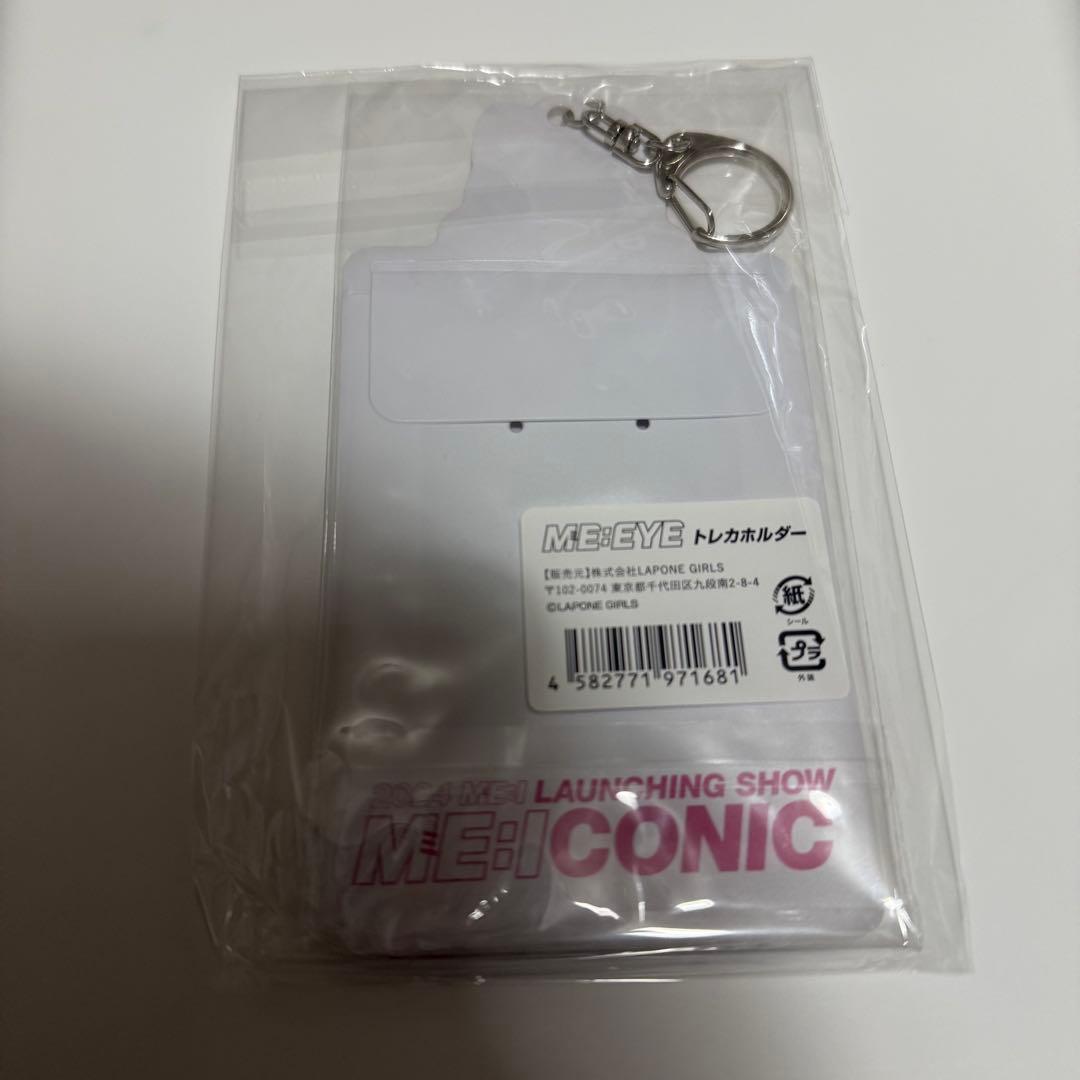 ME:EYE トレカホルダー
【販売元】株式会社LAPONE GIRLS
〒102-0074 東京都千代田区九段南2-8-4
©LAPONE GIRLS
紙
シール
プラ
外装
4 582771 971681
2024 ME:I LAUNCHING SHOW
ME:ICONIC